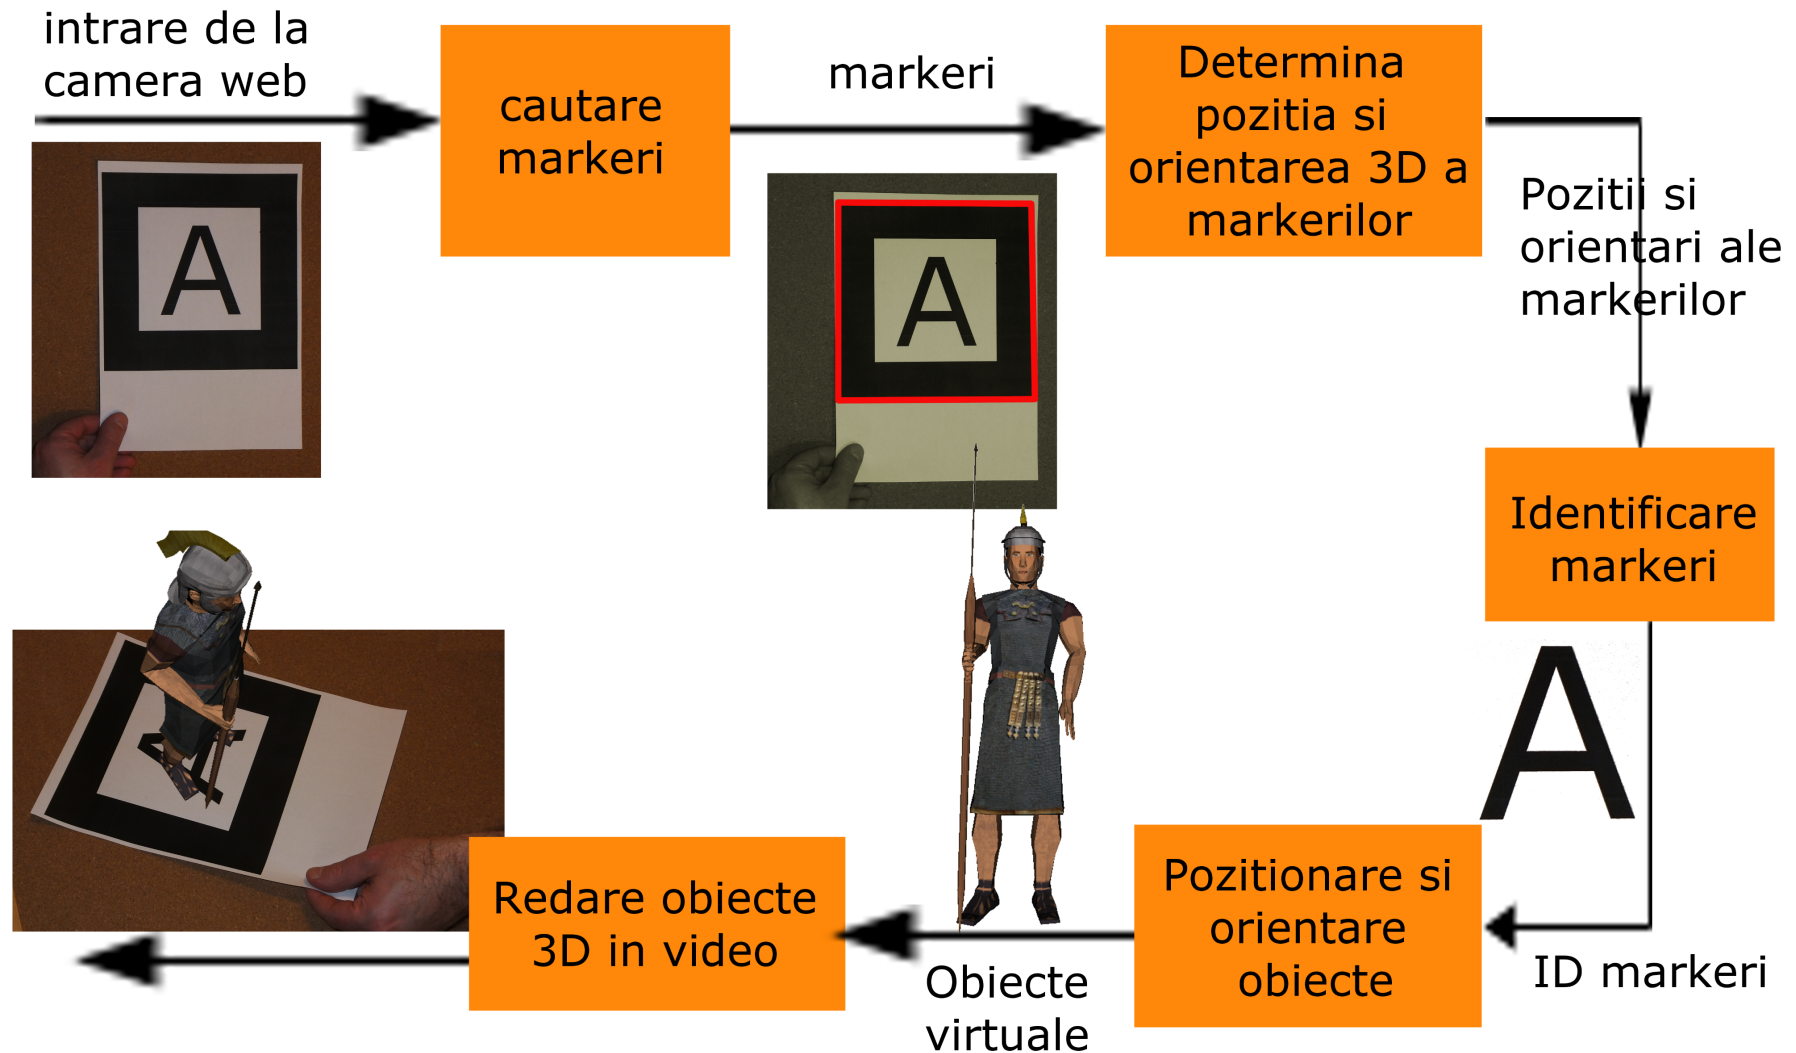 intrare de la
camera web
cautare
markeri
markeri
Determina
pozitia si
orientarea 3D a
markerilor
Pozitii si
orientari ale
markerilor
A
A
Identificare
markeri
A
ID markeri
Pozitionare si
orientare
obiecte
Obiecte
virtuale
Redare obiecte
3D in video
A